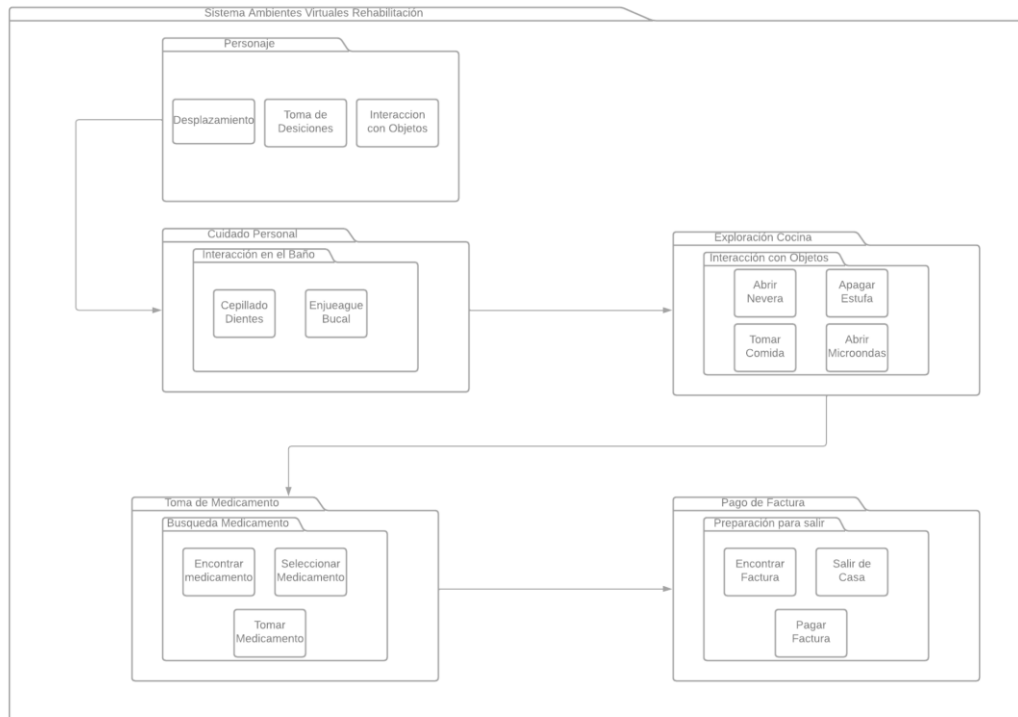 Sistema Ambientes Virtuales Rehabilitación
Personaje
Desplazamiento
Toma de
Desiciones
Interaccion
con Objetos
Cuidado Personal
Interacción en el Baño
Cepillado
Dientes
Enjueague
Bucal
Exploración Cocina
Interacción con Objetos
Abrir
Nevera
Apagar
Estufa
Tomar
Comida
Abrir
Microondas
Toma de Medicamento
Busqueda Medicamento
Encontrar
medicamento
Seleccionar
Medicamento
Tomar
Medicamento
Pago de Factura
Preparación para salir
Encontrar
Factura
Salir de
Casa
Pagar
Factura